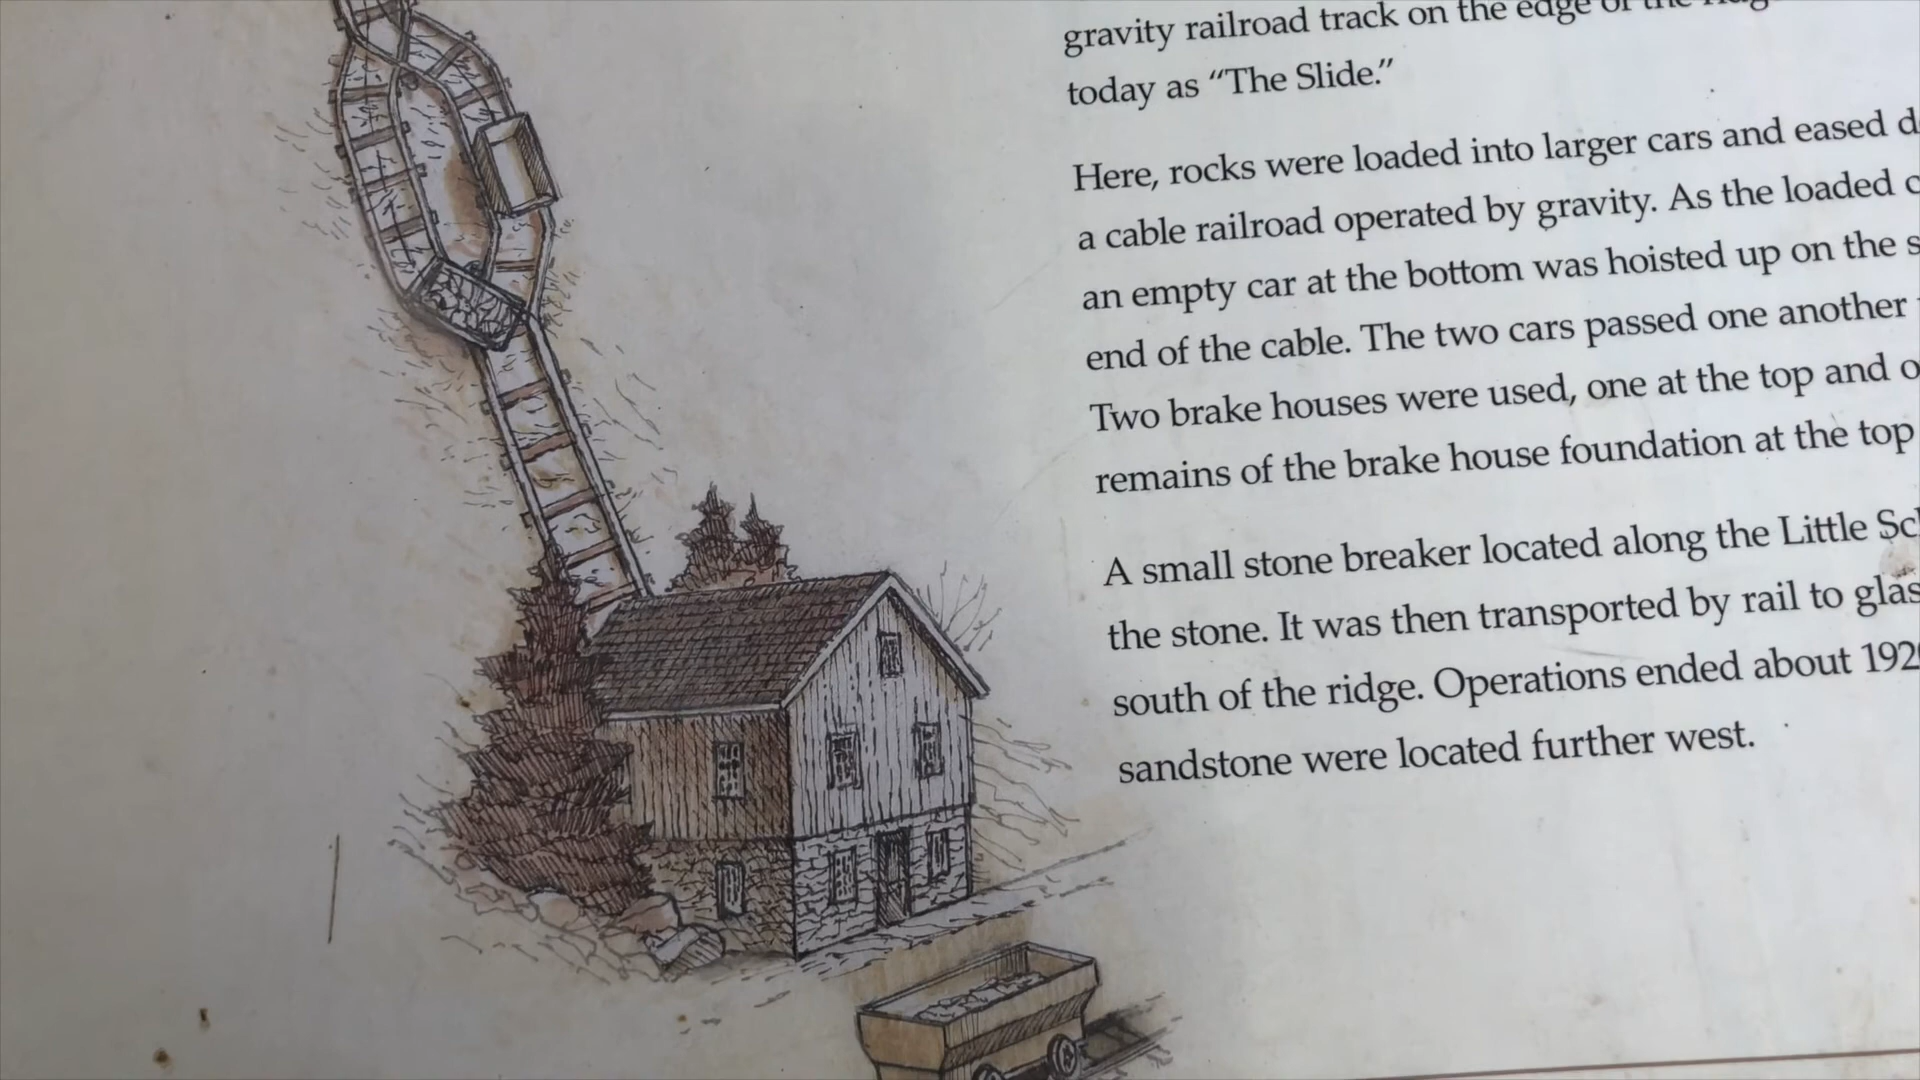 gravity railroad track on the edge of the
today as “The Slide.”
Here, rocks were loaded into larger cars and eased
a cable railroad operated by gravity. As the loaded
an empty car at the bottom was hoisted up on the
end of the cable. The two cars passed one another
Two brake houses were used, one at the top and
remains of the brake house foundation at the top
A small stone breaker located along the Little
the stone. It was then transported by rail to
south of the ridge. Operations ended about
sandstone were located further west.